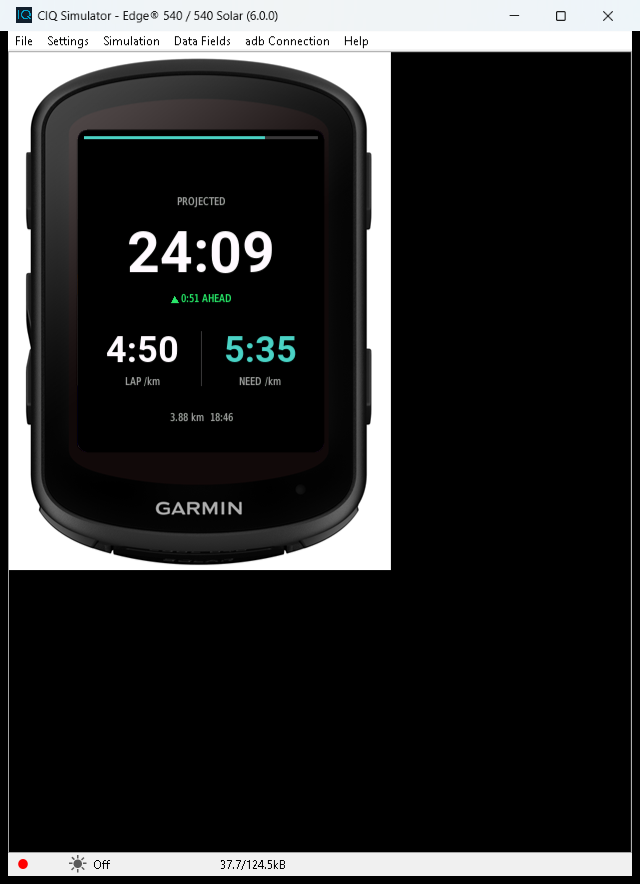 CIQ Simulator - Edge® 540 / 540 Solar (6.0.0)
File Settings Simulation Data Fields adb Connection Help
PROJECTED
24:09
▲ 0:51 AHEAD
4:50 5:35
LAP /km NEED /km
3.88 km 18:46
GARMIN
Off 37.7/124.5kB